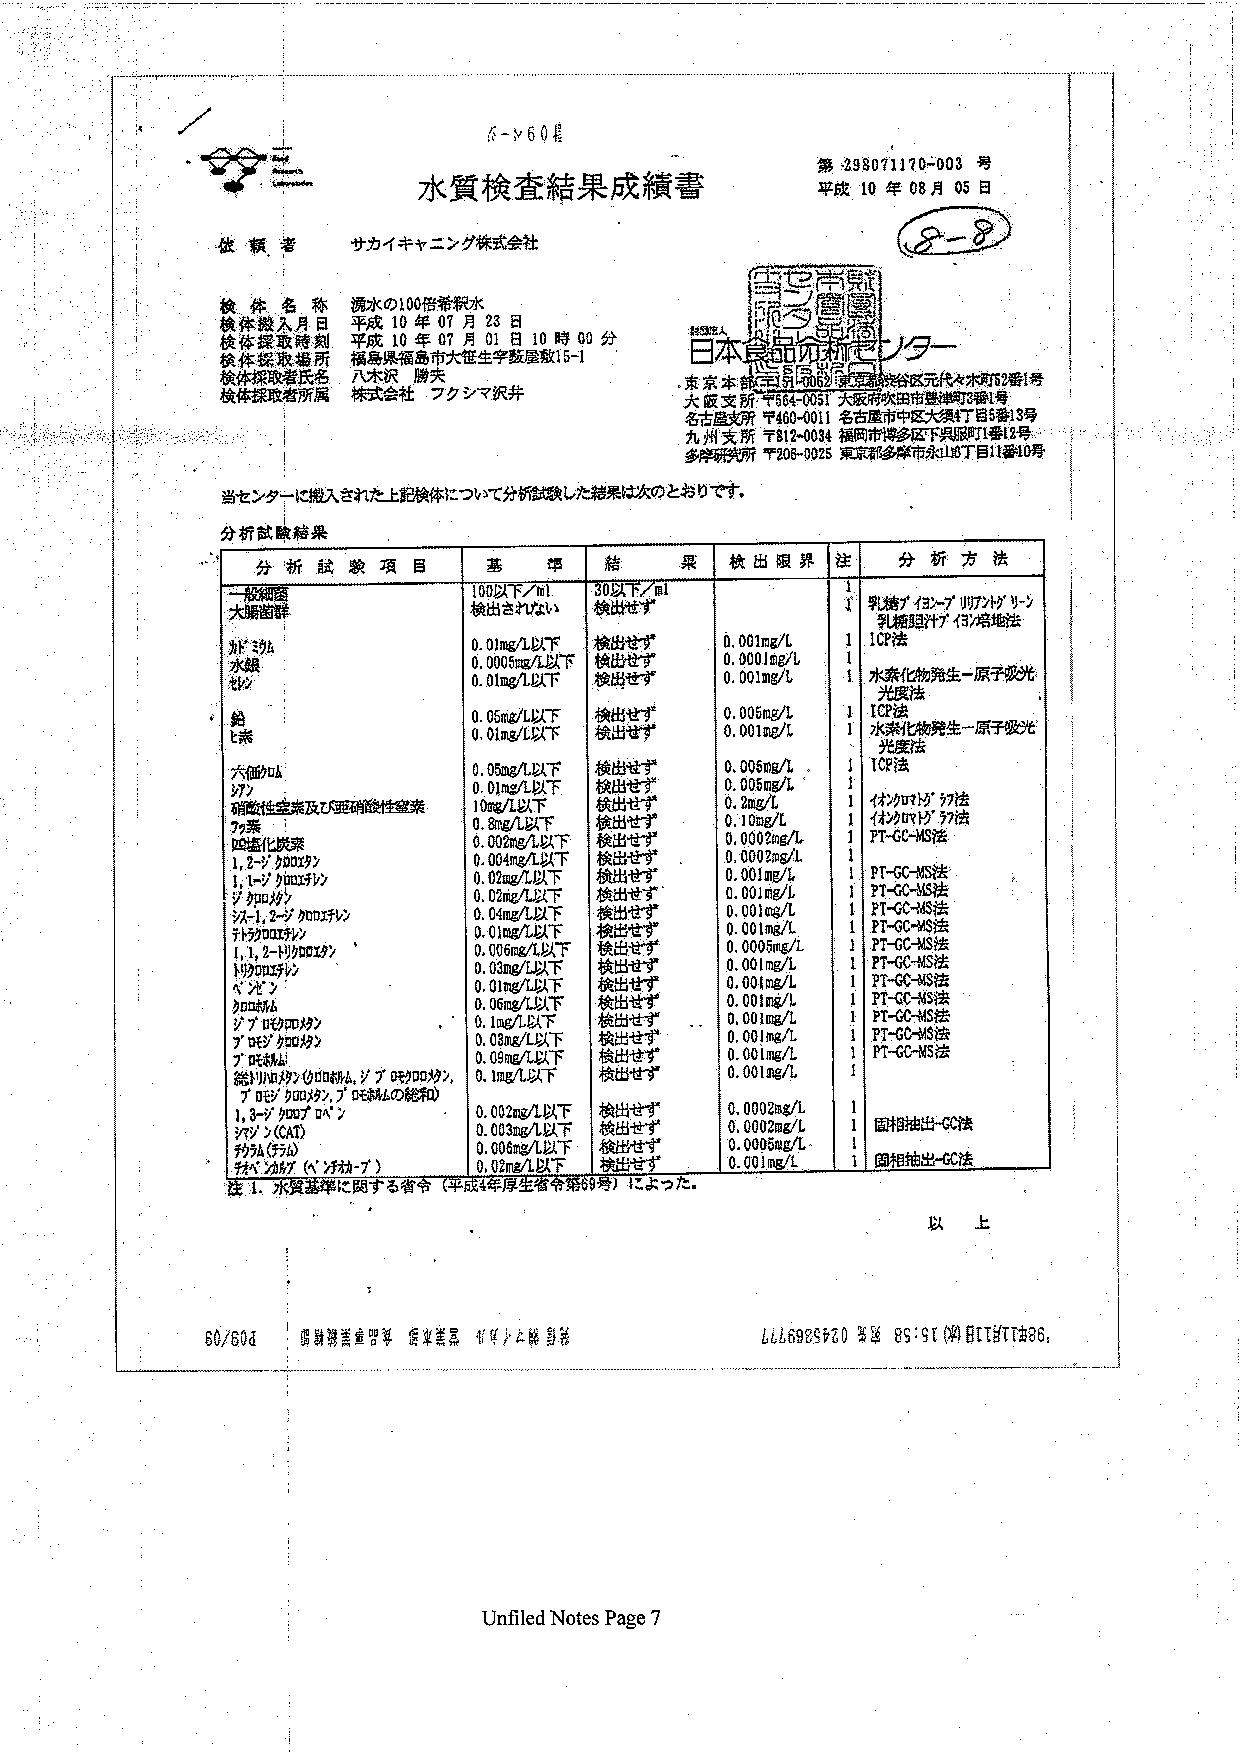 第 298071170-003 号
水質検査結果成績書
平成 10 年 08 月 05 日
8-8
依 頼 者 サカイキャニング株式会社
検 体 名 称 湧水の100倍希釈水
検体搬入月日 平成 10 年 07 月 23 日
検体採取時刻 平成 10 年 07 月 01 日 10 時 00 分
検体採取場所 福島県福島市大笹生字薮屋敷15-1
検体採取者氏名 八木沢 勝夫
検体採取者所属 株式会社 フクシマ沢井
財団法人
日本食品分析センター
東京本部 〒151-0062 東京都渋谷区元代々木町52番1号
大阪支所 〒564-0051 大阪府吹田市豊津町3番1号
名古屋支所 〒460-0011 名古屋市中区大須4丁目5番13号
九州支所 〒812-0034 福岡市博多区下呉服町1番12号
多摩研究所 〒206-0025 東京都多摩市永山6丁目11番10号
当センターに搬入された上記検体について分析試験した結果は次のとおりです。
分析試験結果
分 析 試 験 項 目 基 準 結 果 検出限界 注 分 析 方 法
一般細菌 100以下/ml 30以下/ml 1
大腸菌群 検出されない 検出せず 1 乳糖ブイヨン-ブリリアントグリーン
乳糖胆汁ブイヨン培地法
カドミウム 0.01mg/L以下 検出せず 0.001mg/L 1 ICP法
水銀 0.0005mg/L以下 検出せず 0.0001mg/L 1
セレン 0.01mg/L以下 検出せず 0.001mg/L 1 水素化物発生-原子吸光
光度法
鉛 0.05mg/L以下 検出せず 0.005mg/L 1 ICP法
ヒ素 0.01mg/L以下 検出せず 0.001mg/L 1 水素化物発生-原子吸光
光度法
六価クロム 0.05mg/L以下 検出せず 0.005mg/L 1 ICP法
シアン 0.01mg/L以下 検出せず 0.005mg/L 1
硝酸性窒素及び亜硝酸性窒素 10mg/L以下 検出せず 0.2mg/L 1 イオンクロマトグラフ法
フッ素 0.8mg/L以下 検出せず 0.10mg/L 1 イオンクロマトグラフ法
四塩化炭素 0.002mg/L以下 検出せず 0.0002mg/L 1 PT-GC-MS法
1,2-ジクロロエタン 0.004mg/L以下 検出せず 0.0002mg/L 1
1,1-ジクロロエチレン 0.02mg/L以下 検出せず 0.001mg/L 1 PT-GC-MS法
ジクロロメタン 0.02mg/L以下 検出せず 0.001mg/L 1 PT-GC-MS法
シス-1,2-ジクロロエチレン 0.04mg/L以下 検出せず 0.001mg/L 1 PT-GC-MS法
テトラクロロエチレン 0.01mg/L以下 検出せず 0.001mg/L 1 PT-GC-MS法
1,1,2-トリクロロエタン 0.006mg/L以下 検出せず 0.0005mg/L 1 PT-GC-MS法
トリクロロエチレン 0.03mg/L以下 検出せず 0.001mg/L 1 PT-GC-MS法
ベンゼン 0.01mg/L以下 検出せず 0.001mg/L 1 PT-GC-MS法
クロロホルム 0.06mg/L以下 検出せず 0.001mg/L 1 PT-GC-MS法
ジブロモクロロメタン 0.1mg/L以下 検出せず 0.001mg/L 1 PT-GC-MS法
ブロモジクロロメタン 0.03mg/L以下 検出せず 0.001mg/L 1 PT-GC-MS法
ブロモホルム 0.09mg/L以下 検出せず 0.001mg/L 1 PT-GC-MS法
総トリハロメタン(クロロホルム,ジブロモクロロメタン, 0.1mg/L以下 検出せず 0.001mg/L 1
ブロモジクロロメタン,ブロモホルムの総和)
1,3-ジクロロプロペン 0.002mg/L以下 検出せず 0.0002mg/L 1
シマジン(CAT) 0.003mg/L以下 検出せず 0.0002mg/L 1 固相抽出-GC法
チウラム(チラム) 0.006mg/L以下 検出せず 0.0005mg/L 1
チオベンカルブ(ベンチオカーブ) 0.02mg/L以下 検出せず 0.001mg/L 1 固相抽出-GC法
注 1. 水質基準に関する省令(平成4年厚生省令第69号)によった。
以 上
'98年11月11日(水) 15:58 宛先 0245369777
P09/09
Unfiled Notes Page 7